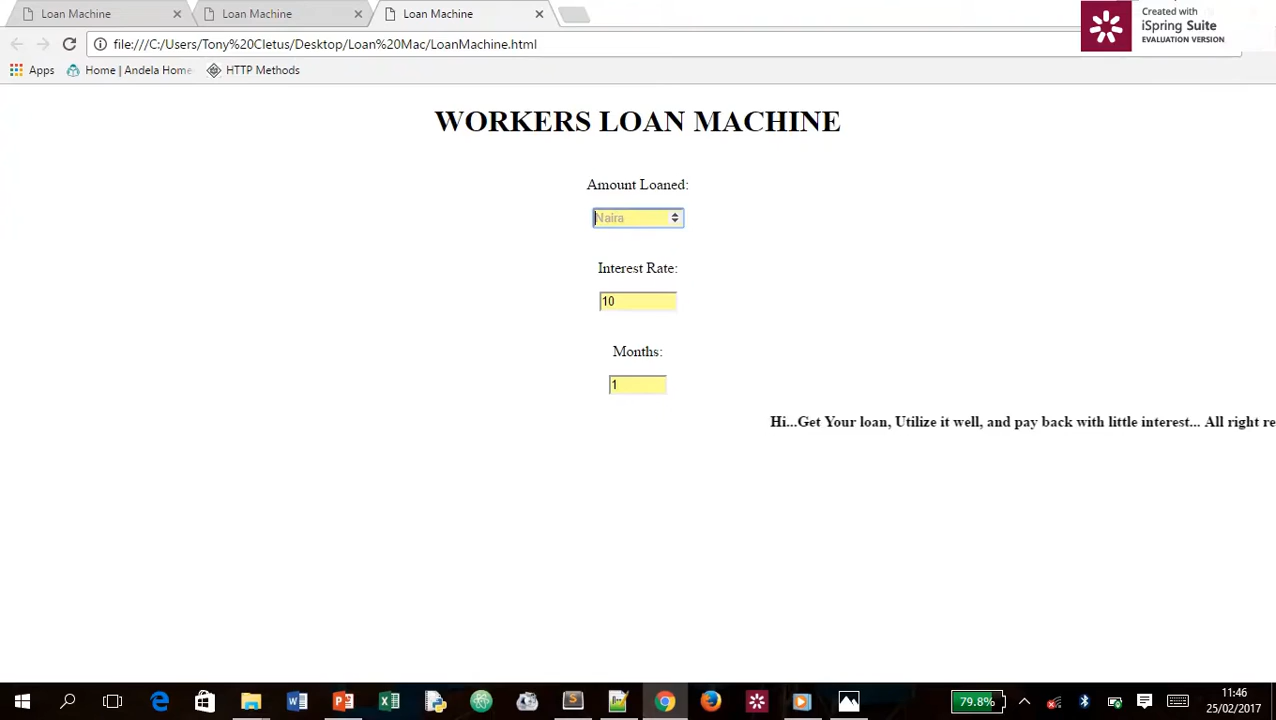 Loan Machine
Loan Machine
Loan Machine
Created with
iSpring Suite
EVALUATION VERSION
file:///C:/Users/Tony%20Cletus/Desktop/Loan%20Mac/LoanMachine.html
Apps
Home | Andela Home
HTTP Methods
WORKERS LOAN MACHINE
Amount Loaned:
Naira
Interest Rate:
10
Months:
1
Hi...Get Your loan, Utilize it well, and pay back with little interest... All right re
79.8%
11:46
25/02/2017